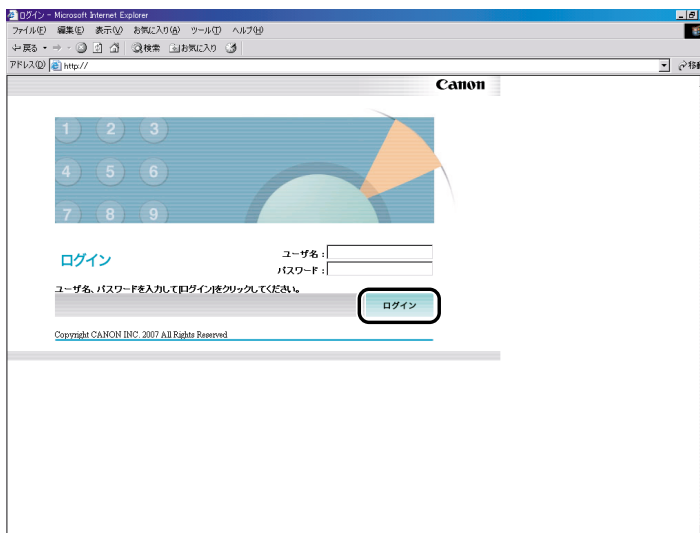 ログイン - Microsoft Internet Explorer
ファイル(F) 編集(E) 表示(V) お気に入り(A) ツール(T) ヘルプ(H)
戻る 検索 お気に入り
アドレス(D) http:// 移動
Canon
1 2 3
4 5 6
7 8 9
ログイン
ユーザ名 :
パスワード :
ユーザ名、パスワードを入力して[ログイン]をクリックしてください。
ログイン
Copyright CANON INC. 2007 All Rights Reserved